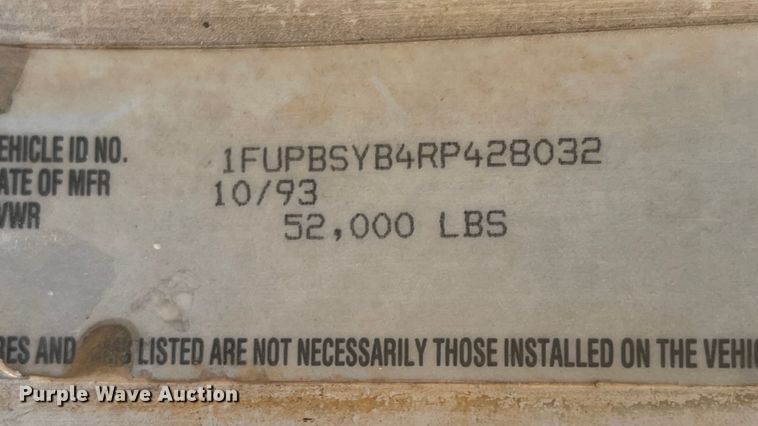 EHICLE ID NO. 1FUPBSYB4RP428032
ATE OF MFR 10/93
VWR 52,000 LBS
RES AND LISTED ARE NOT NECESSARILY THOSE INSTALLED ON THE VEHIC
Purple Wave Auction